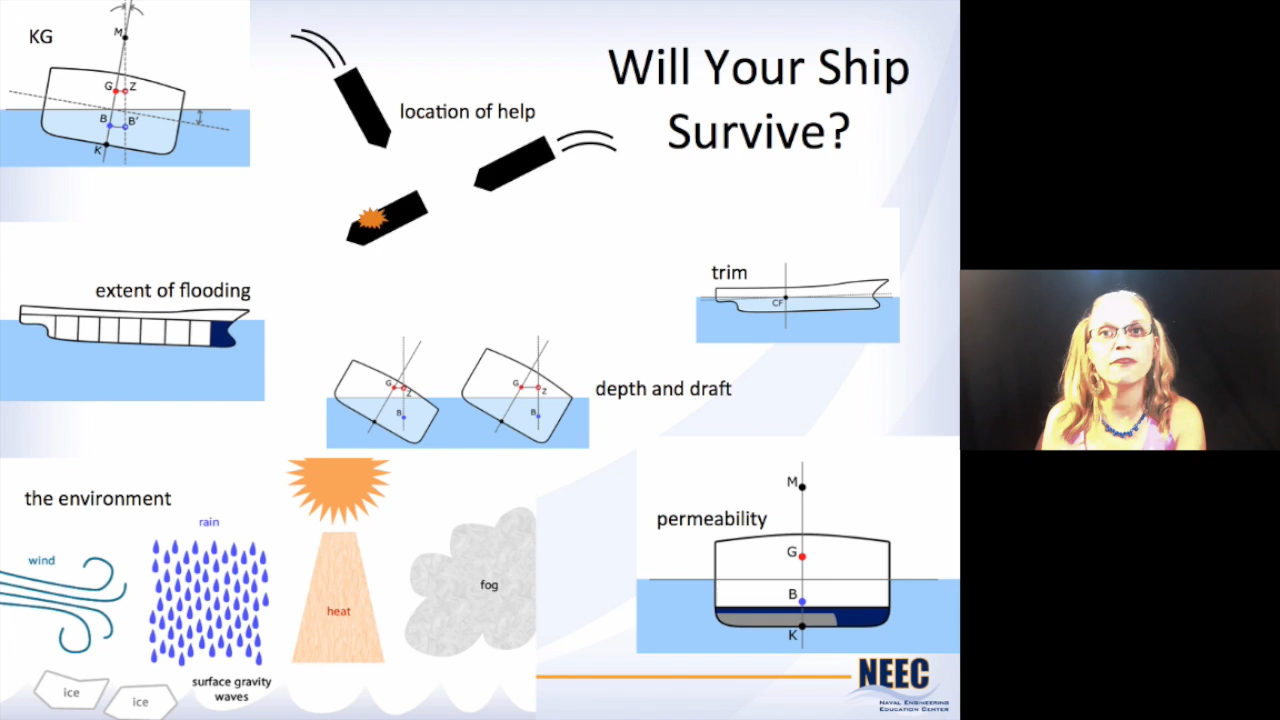 Will Your Ship
Survive?
KG
M
G
Z
B
B'
K
location of help
extent of flooding
trim
CF
G
Z
B
G
Z
B
depth and draft
the environment
rain
wind
heat
fog
ice
ice
surface gravity
waves
permeability
M
G
B
K
NEEC
Naval Engineering
Education Center